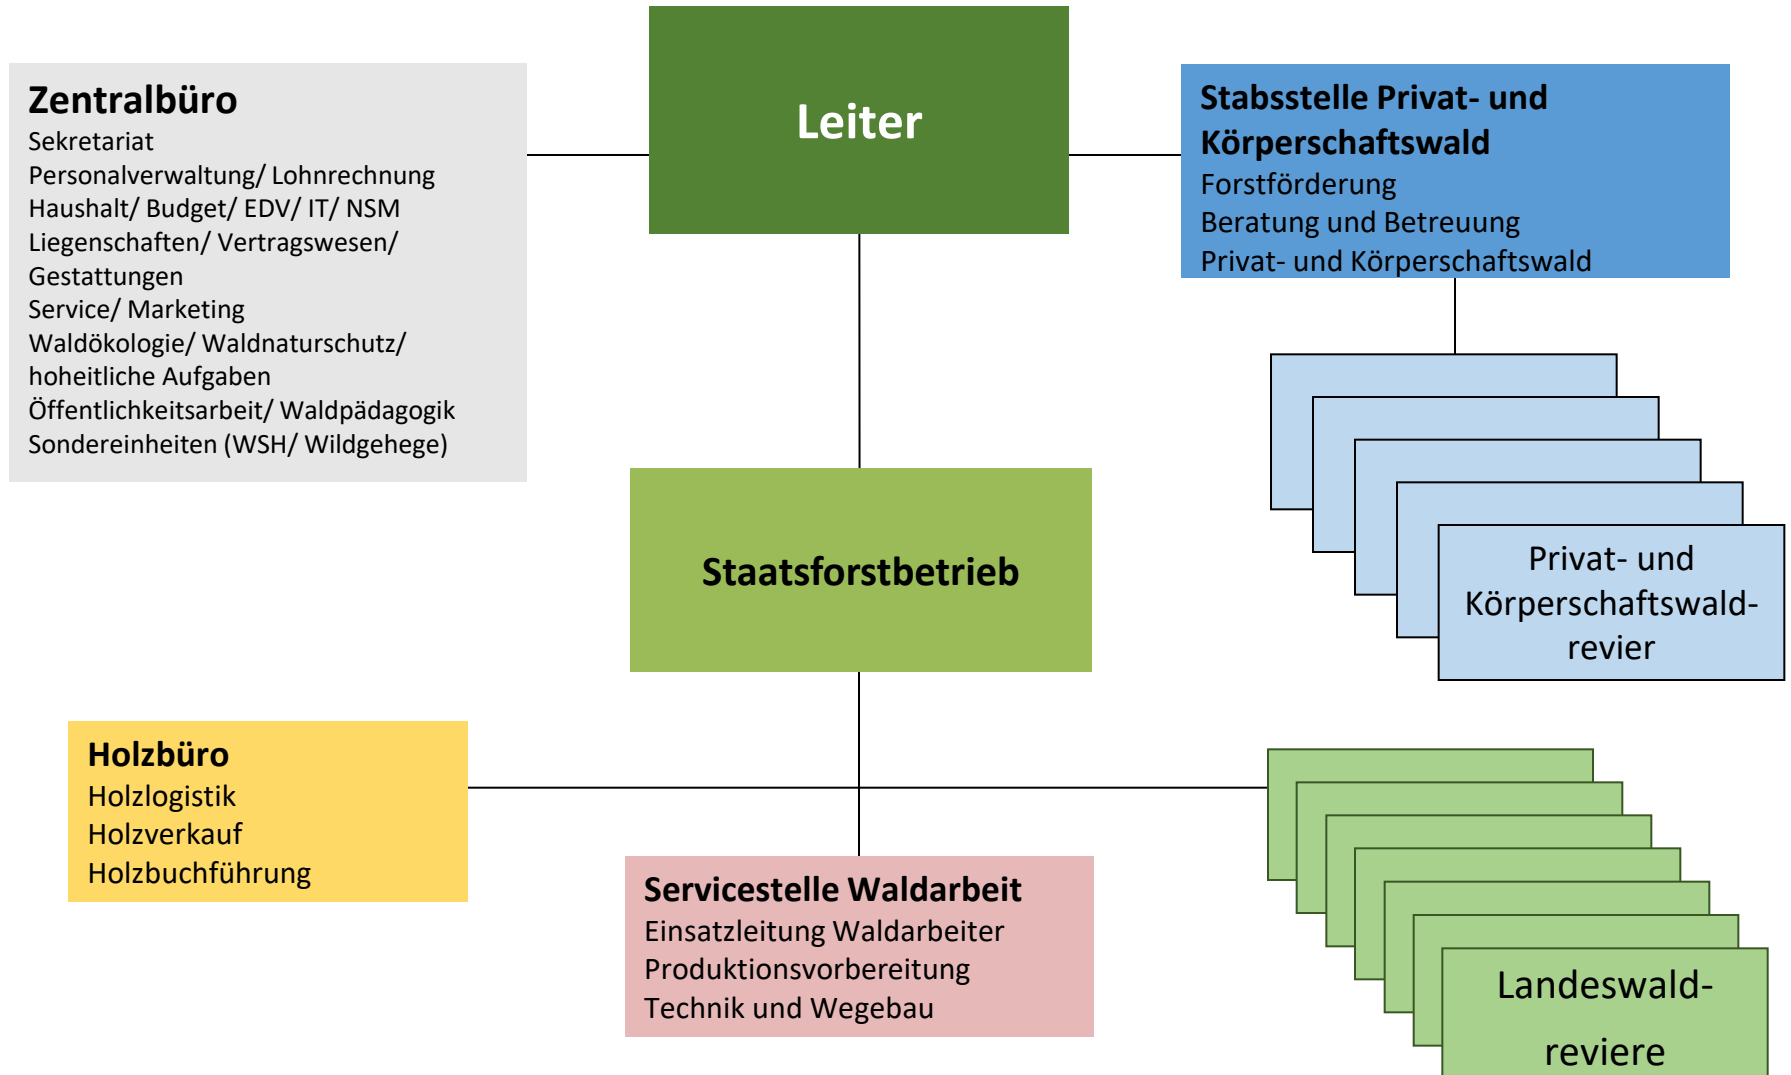 Leiter
Zentralbüro
Sekretariat
Personalverwaltung/ Lohnrechnung
Haushalt/ Budget/ EDV/ IT/ NSM
Liegenschaften/ Vertragswesen/
Gestattungen
Service/ Marketing
Waldökologie/ Waldnaturschutz/
hoheitliche Aufgaben
Öffentlichkeitsarbeit/ Waldpädagogik
Sondereinheiten (WSH/ Wildgehege)
Stabsstelle Privat- und
Körperschaftswald
Forstförderung
Beratung und Betreuung
Privat- und Körperschaftswald
Privat- und
Körperschaftswald-
revier
Staatsforstbetrieb
Holzbüro
Holzlogistik
Holzverkauf
Holzbuchführung
Servicestelle Waldarbeit
Einsatzleitung Waldarbeiter
Produktionsvorbereitung
Technik und Wegebau
Landeswald-
reviere